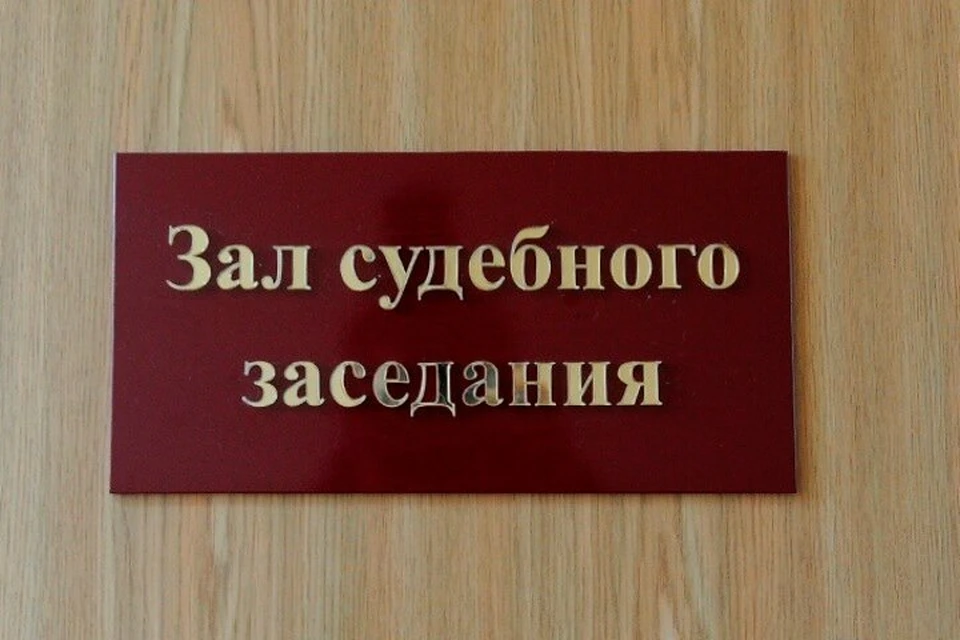 Зал судебного
заседания